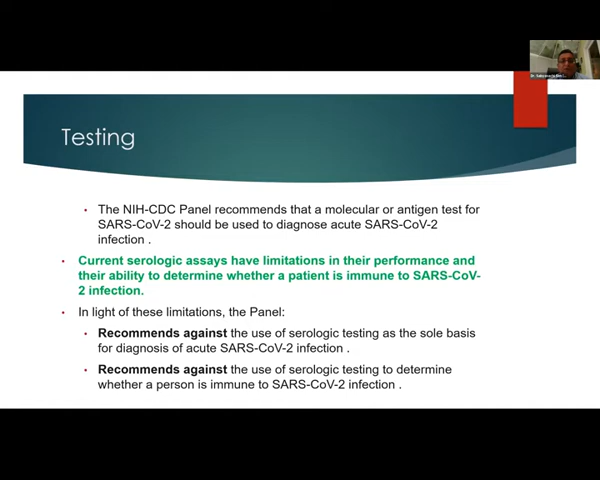 Testing
• The NIH-CDC Panel recommends that a molecular or antigen test for
SARS-CoV-2 should be used to diagnose acute SARS-CoV-2
infection .
• Current serologic assays have limitations in their performance and
their ability to determine whether a patient is immune to SARS-CoV-
2 infection.
• In light of these limitations, the Panel:
• Recommends against the use of serologic testing as the sole basis
for diagnosis of acute SARS-CoV-2 infection .
• Recommends against the use of serologic testing to determine
whether a person is immune to SARS-CoV-2 infection .